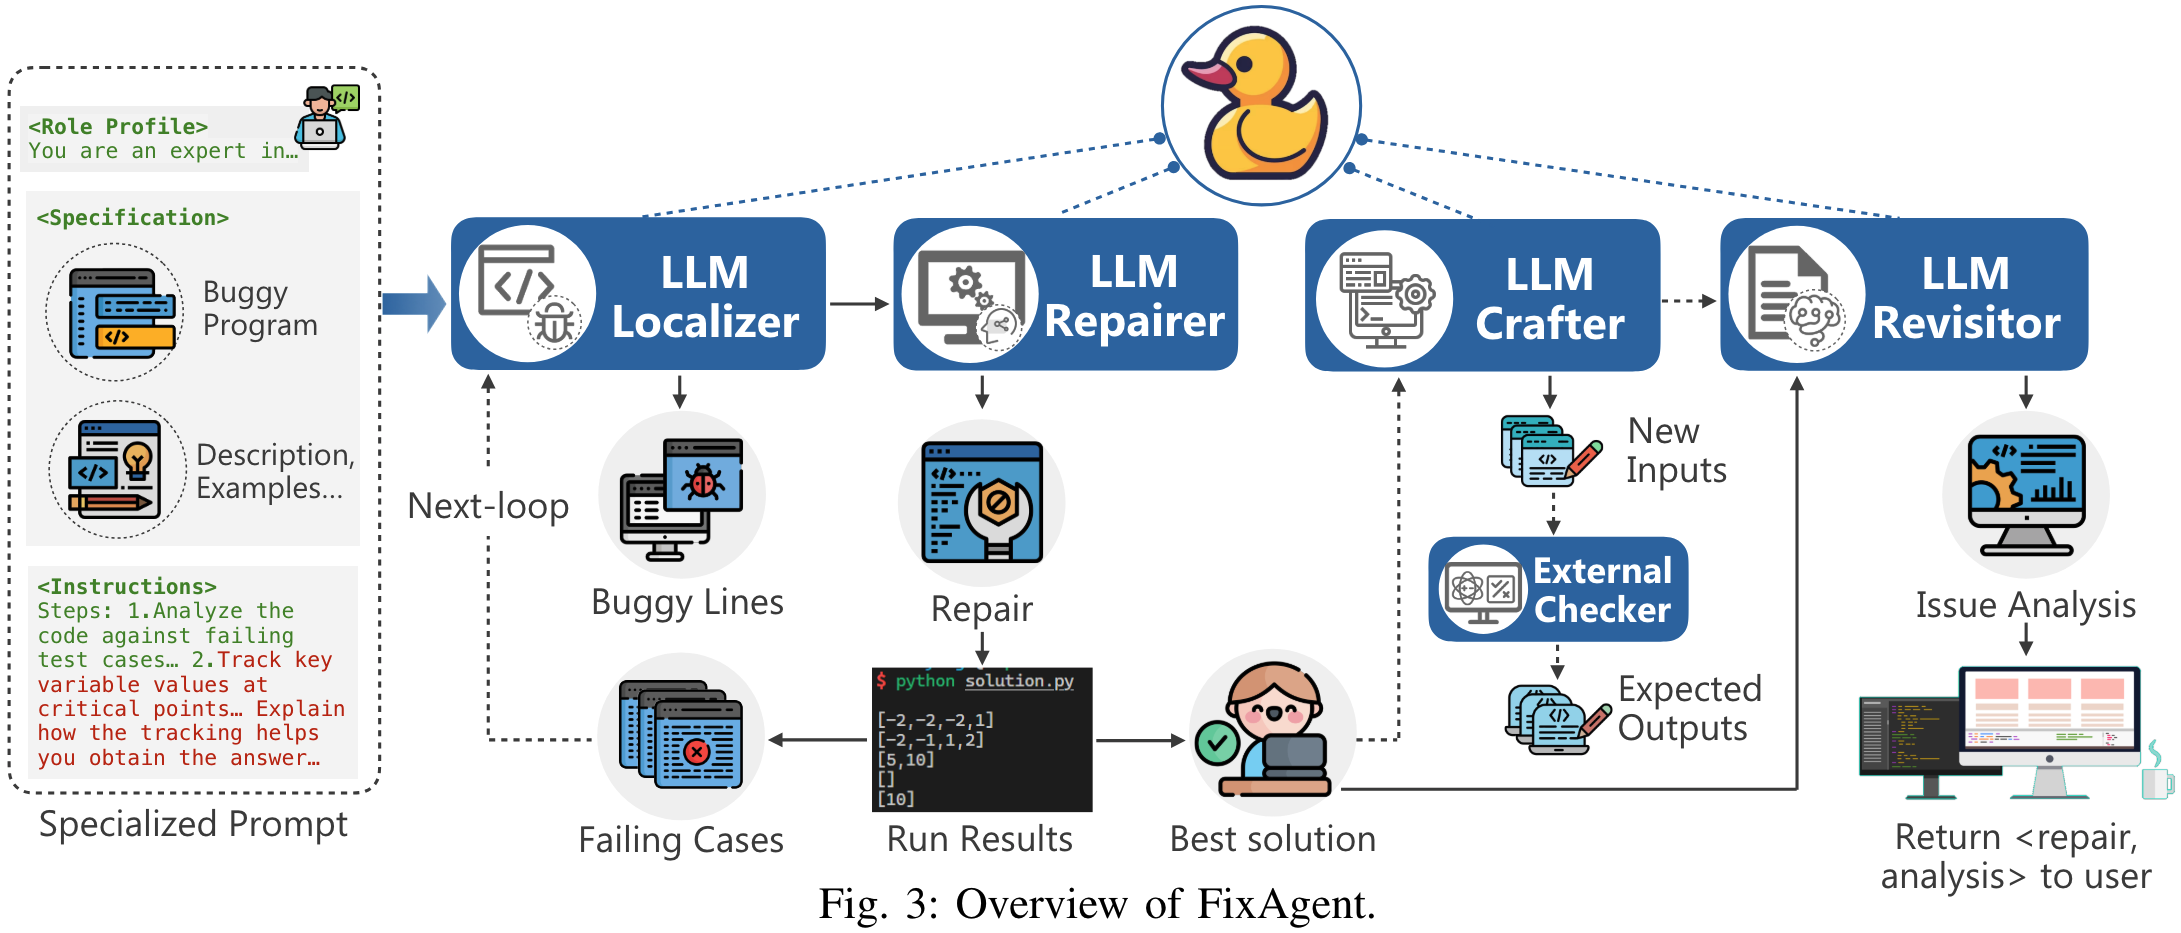 <Role Profile>
You are an expert in…
<Specification>
Buggy
Program
Description,
Examples…
<Instructions>
Steps: 1.Analyze the
code against failing
test cases… 2.Track key
variable values at
critical points… Explain
how the tracking helps
you obtain the answer…
Specialized Prompt
LLM
Localizer
LLM
Repairer
LLM
Crafter
LLM
Revisitor
Next-loop
Buggy Lines
Repair
New
Inputs
External
Checker
Expected
Outputs
Issue Analysis
Failing Cases
$ python solution.py
[-2,-2,-2,1]
[-2,-1,1,2]
[5,10]
[]
[10]
Run Results
Best solution
Return <repair,
analysis> to user
Fig. 3: Overview of FixAgent.